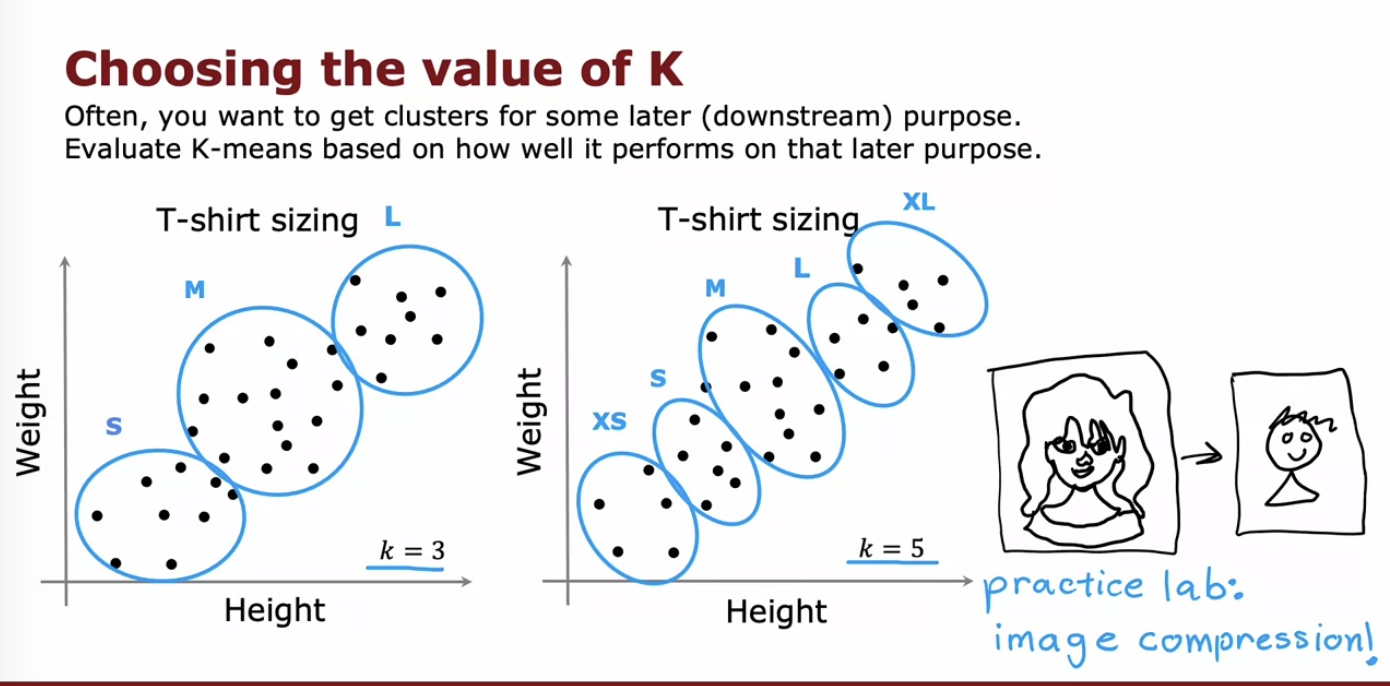 Choosing the value of K
Often, you want to get clusters for some later (downstream) purpose.
Evaluate K-means based on how well it performs on that later purpose.
T-shirt sizing
L
M
S
Weight
k = 3
Height
T-shirt sizing
XL
L
M
S
XS
Weight
k = 5
Height
practice lab:
image compression!